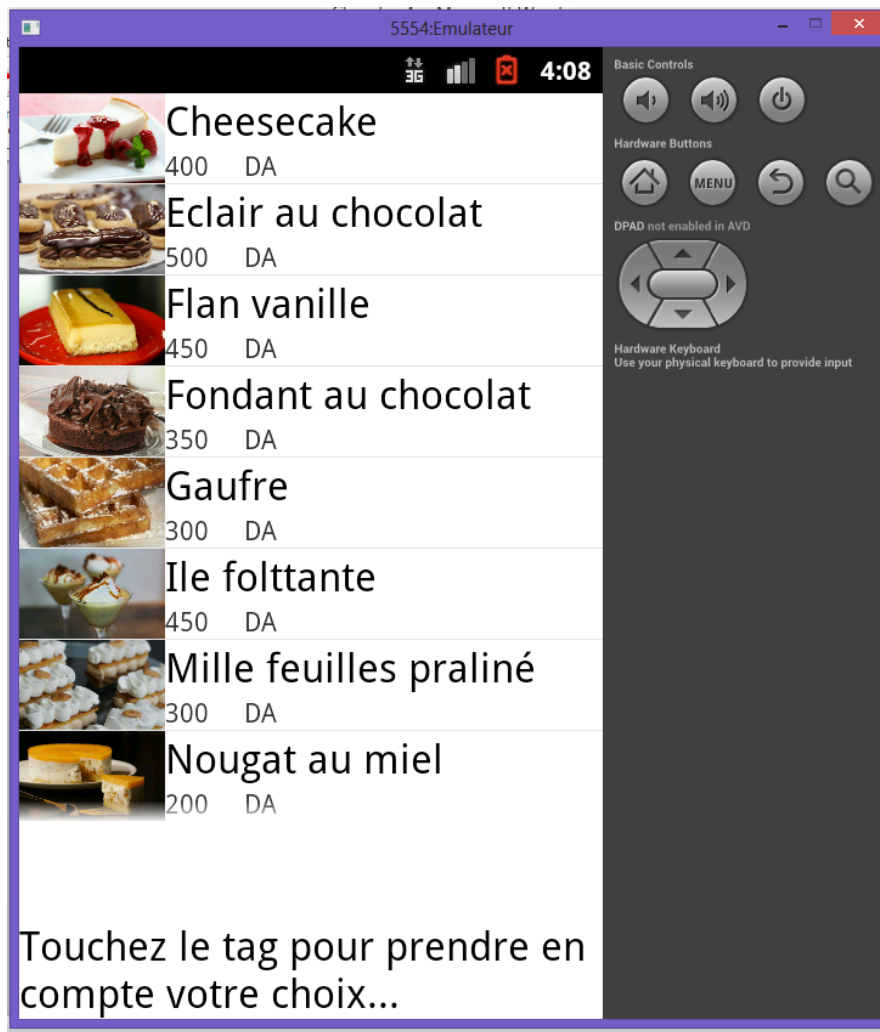 5554:Emulateur
3G 4:08
Cheesecake
400 DA
Eclair au chocolat
500 DA
Flan vanille
450 DA
Fondant au chocolat
350 DA
Gaufre
300 DA
Ile folttante
450 DA
Mille feuilles praliné
300 DA
Nougat au miel
200 DA
Touchez le tag pour prendre en
compte votre choix...
Basic Controls
Hardware Buttons
MENU
DPAD not enabled in AVD
Hardware Keyboard
Use your physical keyboard to provide input